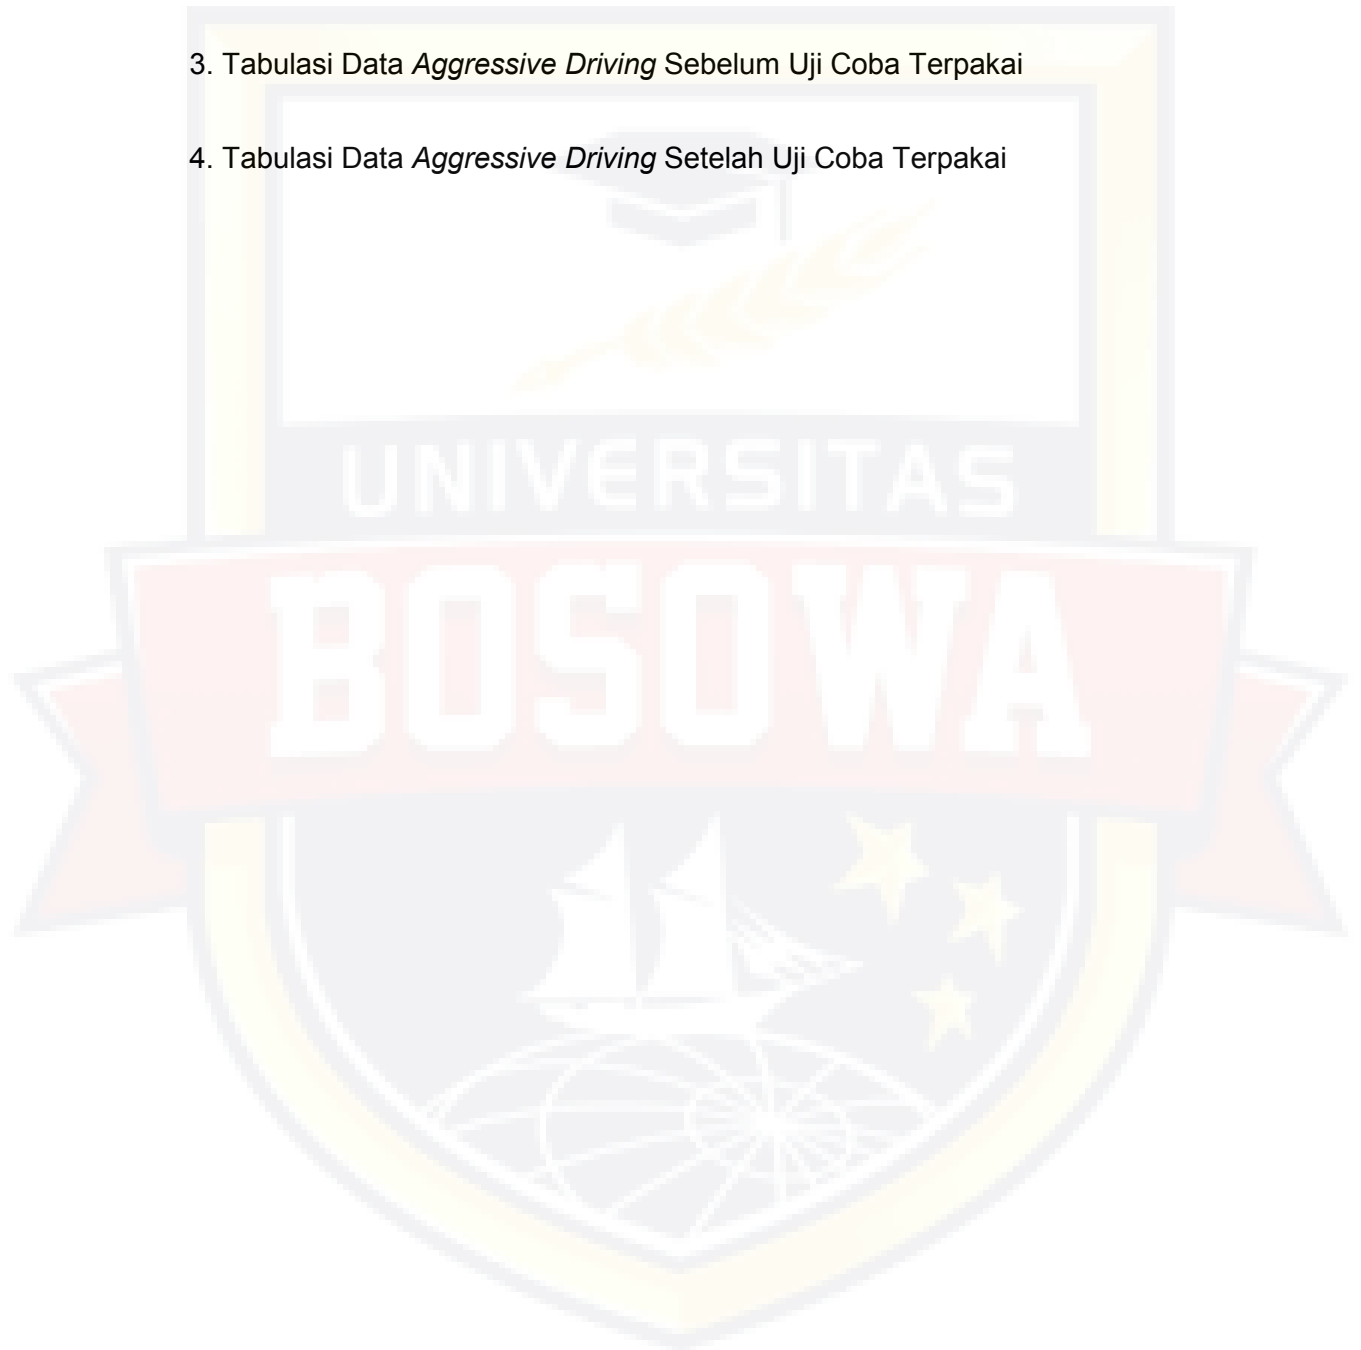 3. Tabulasi Data Aggressive Driving Sebelum Uji Coba Terpakai
4. Tabulasi Data Aggressive Driving Setelah Uji Coba Terpakai
UNIVERSITAS
BOSOWA